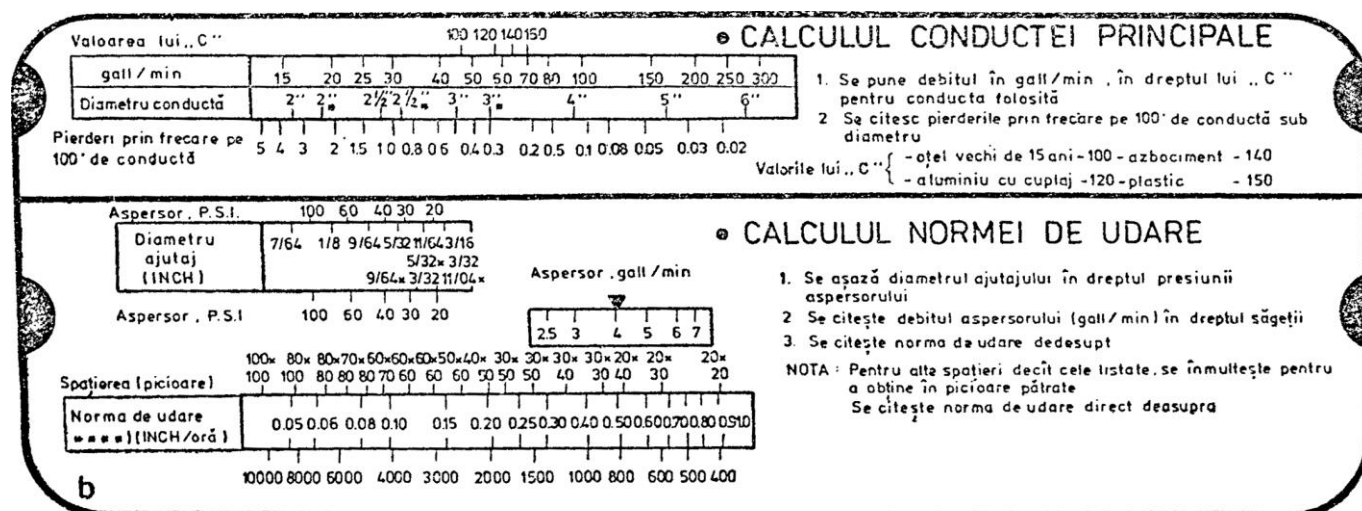 Valoarea lui „C" 100 120 140 150
gall / min 15 20 25 30 40 50 60 70 80 100 150 200 250 300
Diametru conductă 2" 2"* 2½" 2½"* 3" 3"* 4" 5" 6"
Pierderi prin frecare pe
100' de conductă 5 4 3 2 1.5 1.0 0.8 0.6 0.4 0.3 0.2 0.5 0.1 0.08 0.05 0.03 0.02
CALCULUL CONDUCTEI PRINCIPALE
1. Se pune debitul în gall/min , în dreptul lui „C"
pentru conducta folosită
2 Se citesc pierderile prin frecare pe 100' de conductă sub
diametru
Valorile lui „C" { -oțel vechi de 15 ani -100 - azbociment - 140
-aluminiu cu cuplaj -120 -plastic - 150
Aspersor , P.S.I. 100 60 40 30 20
Diametru 7/64 1/8 9/64 5/32 11/64 3/16
ajutaj 5/32× 3/32
(INCH) 9/64× 3/32 11/04×
Aspersor , P.S.I 100 60 40 30 20
Aspersor , gall / min
2.5 3 4 5 6 7
100× 80× 80× 70× 60× 60× 60× 50× 40× 30× 50× 30× 30× 20× 20× 20×
Spațierea (picioare) 100 100 80 80 80 70 60 60 60 60 50 50 40 30 40 30 20 20
Norma de udare
****) (INCH/oră) 0.05 0.06 0.08 0.10 0.15 0.20 0.25 0.30 0.40 0.50 0.60 0.70 0.80 0.9 1.0
10000 8000 6000 4000 3000 2000 1500 1000 800 600 500 400
CALCULUL NORMEI DE UDARE
1. Se așază diametrul ajutajului în dreptul presiunii
aspersorului
2 Se citește debitul aspersorului (gall/min) în dreptul săgeții
3. Se citește norma de udare dedesupt
NOTA : Pentru alte spațieri decît cele listate, se înmulțește pentru
a obține în picioare pătrate
Se citește norma de udare direct deasupra
b